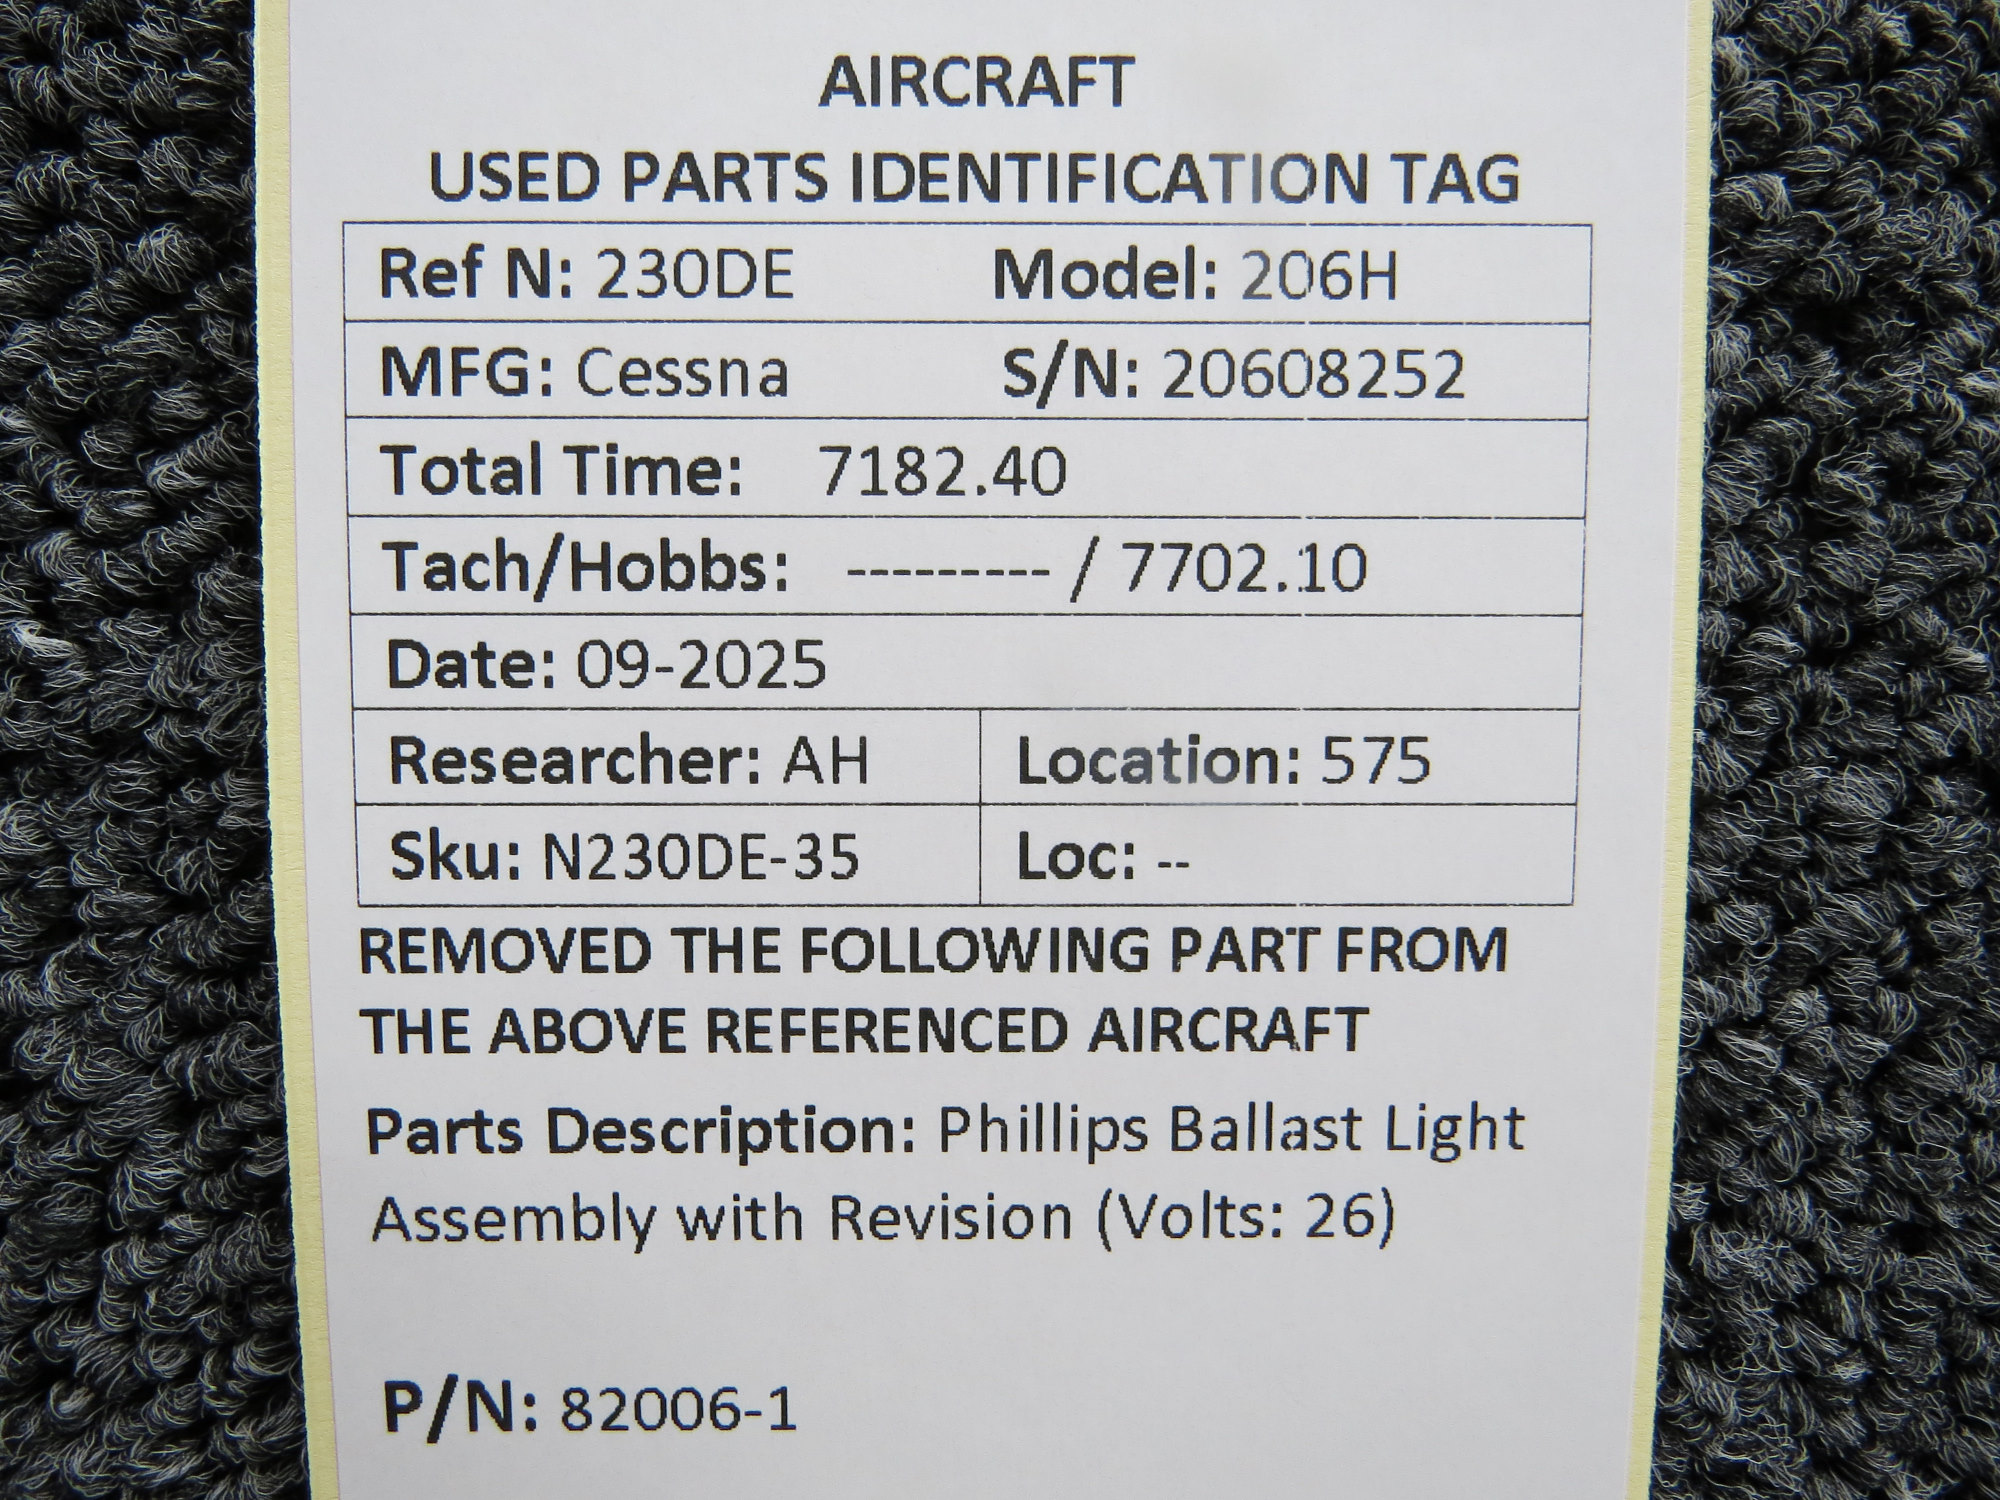 AIRCRAFT
USED PARTS IDENTIFICATION TAG
Ref N: 230DE Model: 206H
MFG: Cessna S/N: 20608252
Total Time: 7182.40
Tach/Hobbs: --------- / 7702.10
Date: 09-2025
Researcher: AH Location: 575
Sku: N230DE-35 Loc: --
REMOVED THE FOLLOWING PART FROM
THE ABOVE REFERENCED AIRCRAFT
Parts Description: Phillips Ballast Light
Assembly with Revision (Volts: 26)
P/N: 82006-1